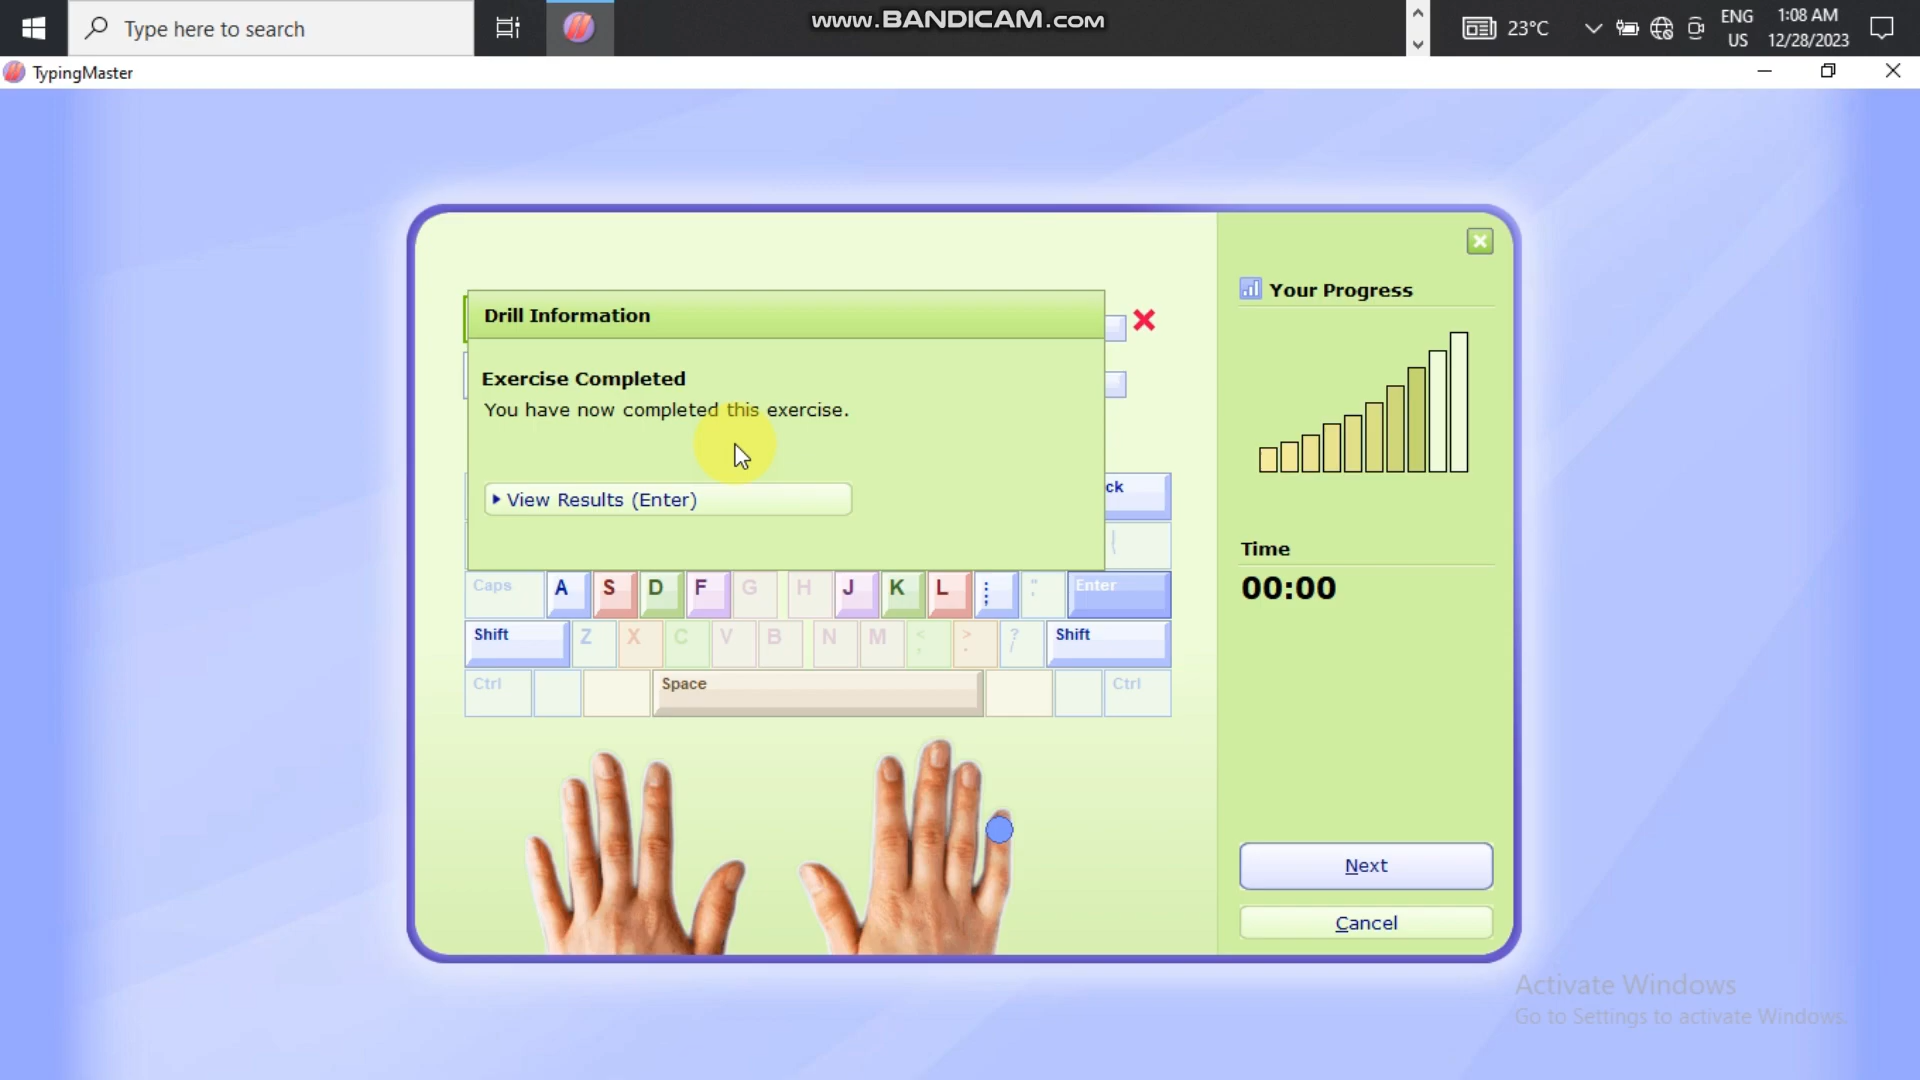 Type here to search
www.BANDICAM.com
23°C
ENG
US
1:08 AM
12/28/2023
TypingMaster
Drill Information
Exercise Completed
You have now completed this exercise.
View Results (Enter)
Your Progress
Time
00:00
Next
Cancel
ck
Caps A S D F G H J K L ; " Enter
Shift Z X C V B N M < , > . ? / Shift
Ctrl Space Ctrl
Activate Windows
Go to Settings to activate Windows.